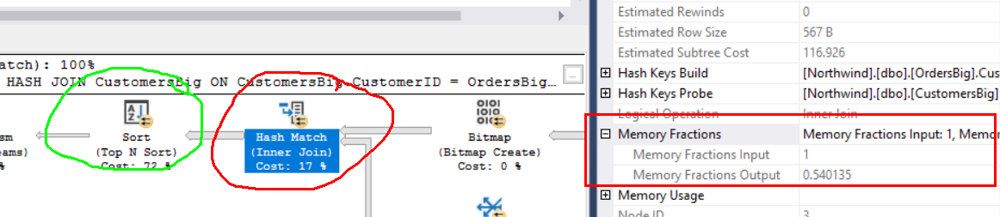 atch): 100%
HASH JOIN CustomersBig ON CustomersBig.CustomerID = OrdersBig…
...
sm
eams)
%
Sort
(Top N Sort)
Cost: 72 %
Hash Match
(Inner Join)
Cost: 17 %
Bitmap
(Bitmap Create)
Cost: 0 %
Estimated Rewinds 0
Estimated Row Size 567 B
Estimated Subtree Cost 116.926
Hash Keys Build [Northwind].[dbo].[OrdersBig].Cus
Hash Keys Probe [Northwind].[dbo].[CustomersBig]
Logical Operation Inner Join
Memory Fractions Memory Fractions Input: 1, Memor
Memory Fractions Input 1
Memory Fractions Output 0.540135
Memory Usage
Node ID 3